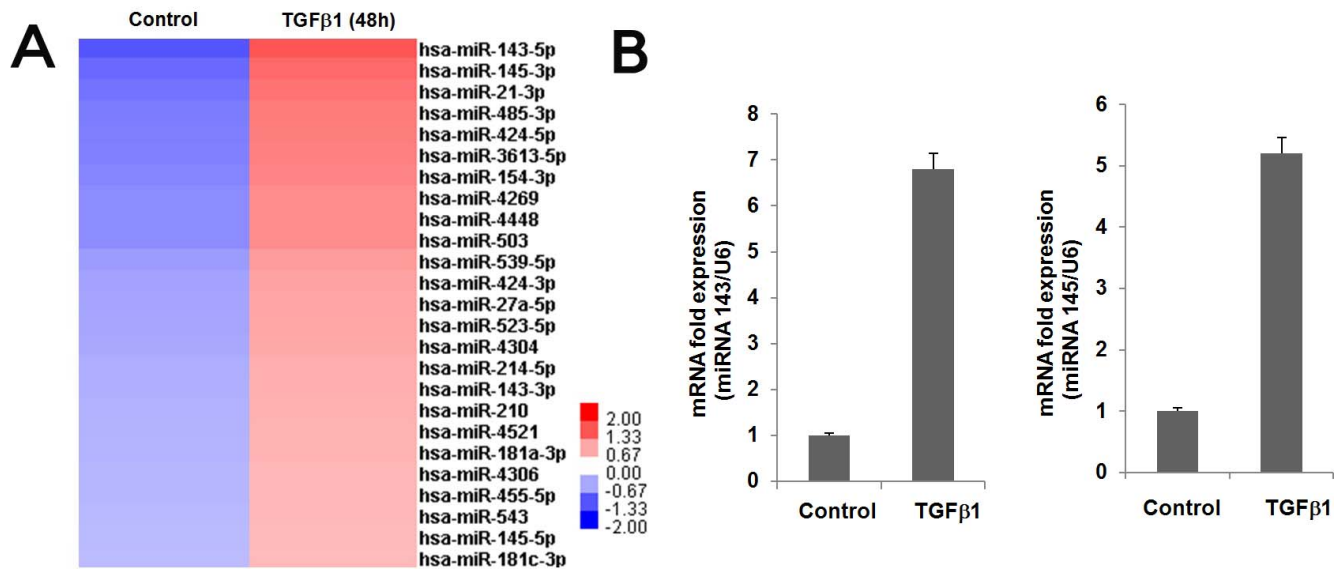 A
Control
TGFβ1 (48h)
hsa-miR-143-5p
hsa-miR-145-3p
hsa-miR-21-3p
hsa-miR-485-3p
hsa-miR-424-5p
hsa-miR-3613-5p
hsa-miR-154-3p
hsa-miR-4269
hsa-miR-4448
hsa-miR-503
hsa-miR-539-5p
hsa-miR-424-3p
hsa-miR-27a-5p
hsa-miR-523-5p
hsa-miR-4304
hsa-miR-214-5p
hsa-miR-143-3p
hsa-miR-210
hsa-miR-4521
hsa-miR-181a-3p
hsa-miR-4306
hsa-miR-455-5p
hsa-miR-543
hsa-miR-145-5p
hsa-miR-181c-3p
2.00
1.33
0.67
0.00
-0.67
-1.33
-2.00
B
mRNA fold expression
(miRNA 143/U6)
8
7
6
5
4
3
2
1
0
Control
TGFβ1
mRNA fold expression
(miRNA 145/U6)
6
5
4
3
2
1
0
Control
TGFβ1